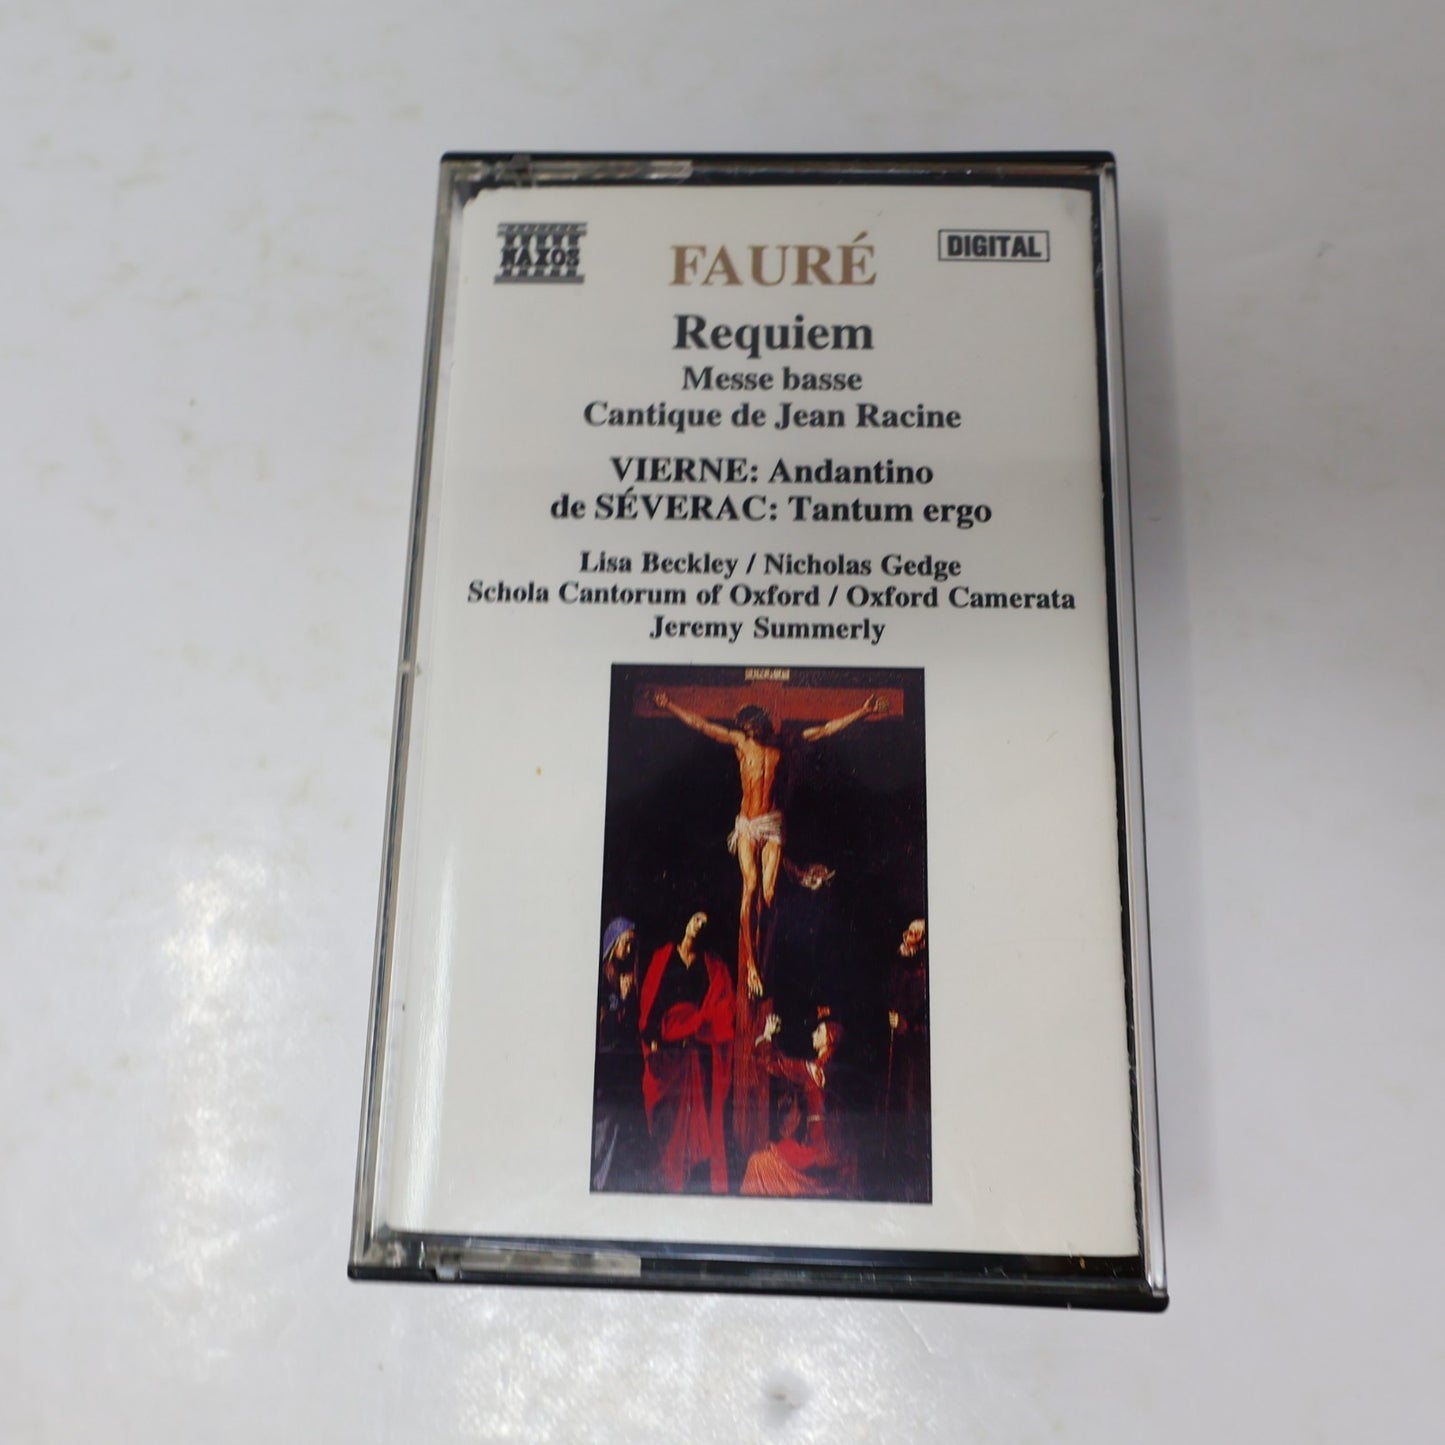 NAXOS
FAURÉ
DIGITAL
Requiem
Messe basse
Cantique de Jean Racine
VIERNE: Andantino
de SÉVERAC: Tantum ergo
Lisa Beckley / Nicholas Gedge
Schola Cantorum of Oxford / Oxford Camerata
Jeremy Summerly